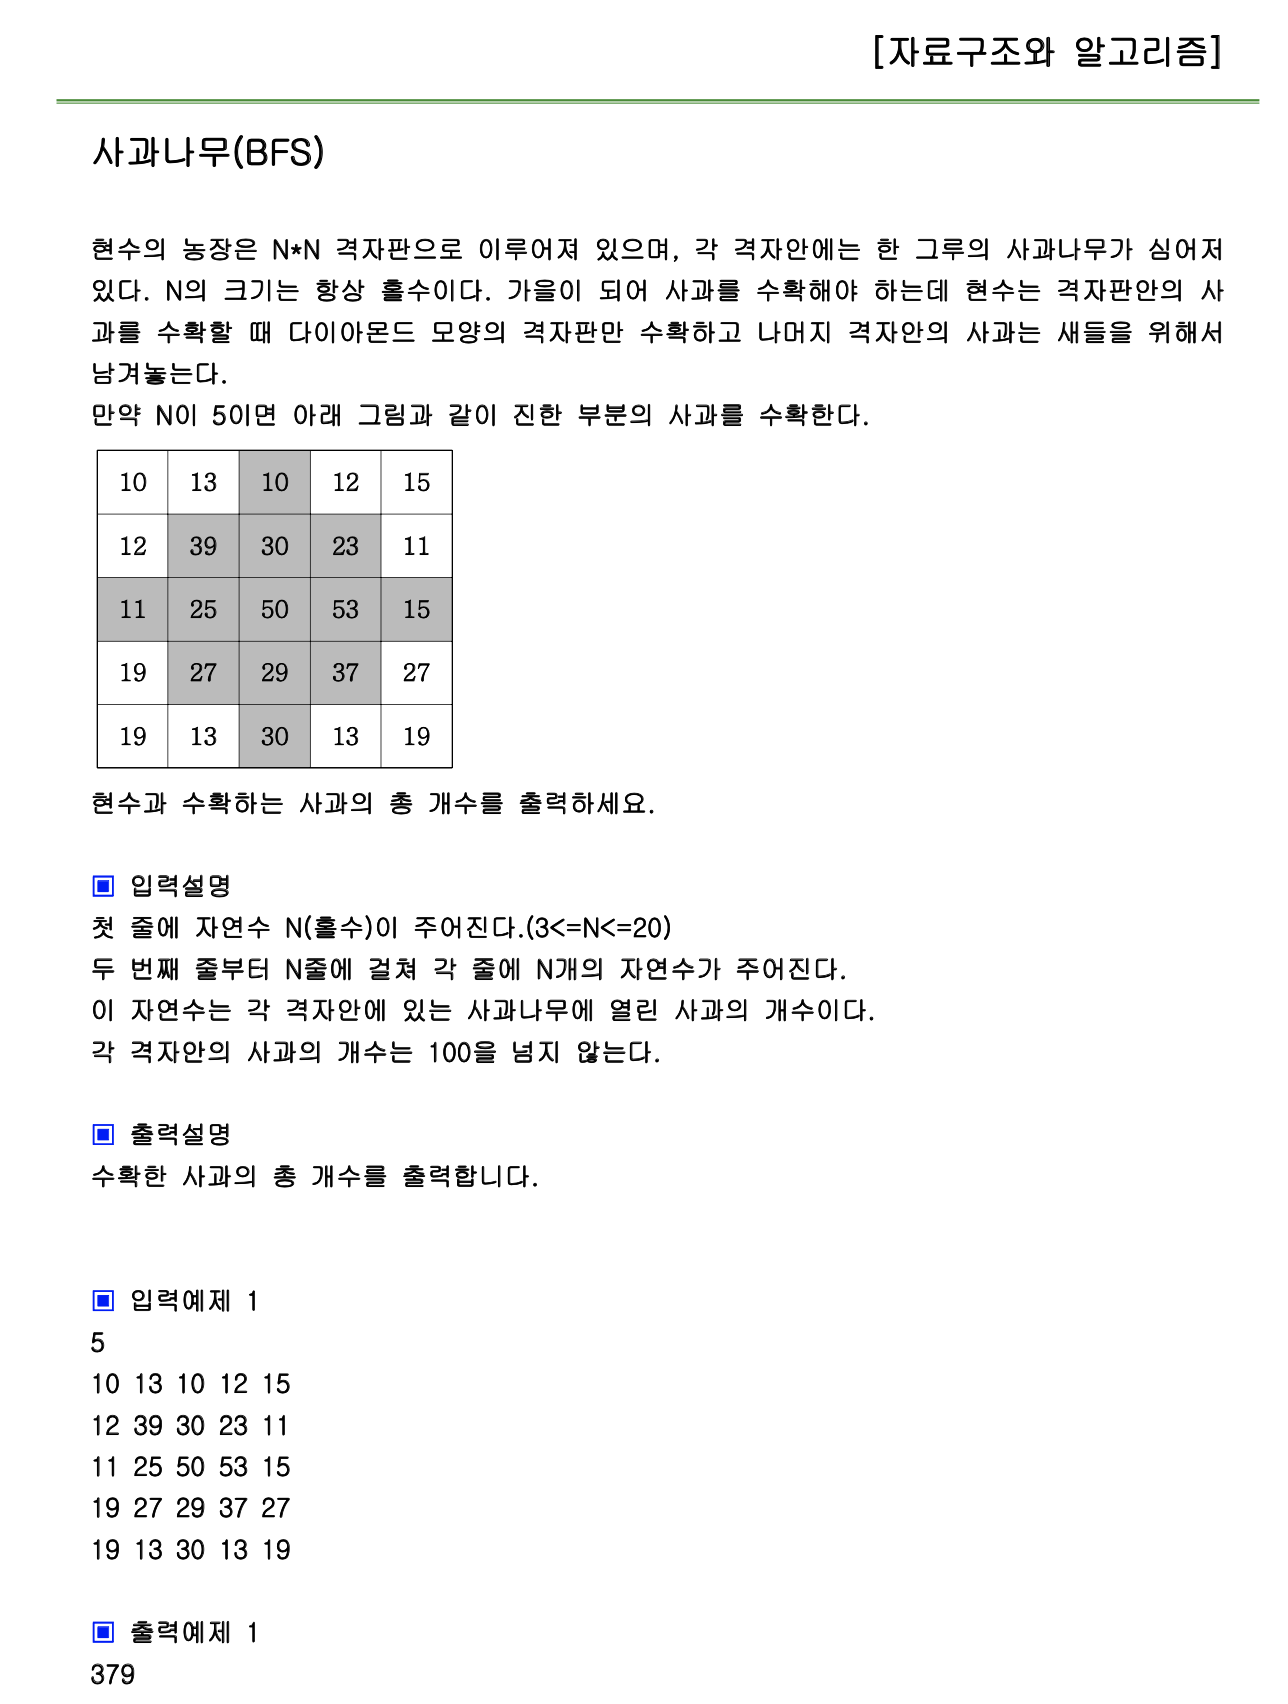 [자료구조와 알고리즘]
사과나무(BFS)
현수의 농장은 N*N 격자판으로 이루어져 있으며, 각 격자안에는 한 그루의 사과나무가 심어저
있다. N의 크기는 항상 홀수이다. 가을이 되어 사과를 수확해야 하는데 현수는 격자판안의 사
과를 수확할 때 다이아몬드 모양의 격자판만 수확하고 나머지 격자안의 사과는 새들을 위해서
남겨놓는다.
만약 N이 5이면 아래 그림과 같이 진한 부분의 사과를 수확한다.
10 13 10 12 15
12 39 30 23 11
11 25 50 53 15
19 27 29 37 27
19 13 30 13 19
현수과 수확하는 사과의 총 개수를 출력하세요.
▣ 입력설명
첫 줄에 자연수 N(홀수)이 주어진다.(3<=N<=20)
두 번째 줄부터 N줄에 걸쳐 각 줄에 N개의 자연수가 주어진다.
이 자연수는 각 격자안에 있는 사과나무에 열린 사과의 개수이다.
각 격자안의 사과의 개수는 100을 넘지 않는다.
▣ 출력설명
수확한 사과의 총 개수를 출력합니다.
▣ 입력예제 1
5
10 13 10 12 15
12 39 30 23 11
11 25 50 53 15
19 27 29 37 27
19 13 30 13 19
▣ 출력예제 1
379